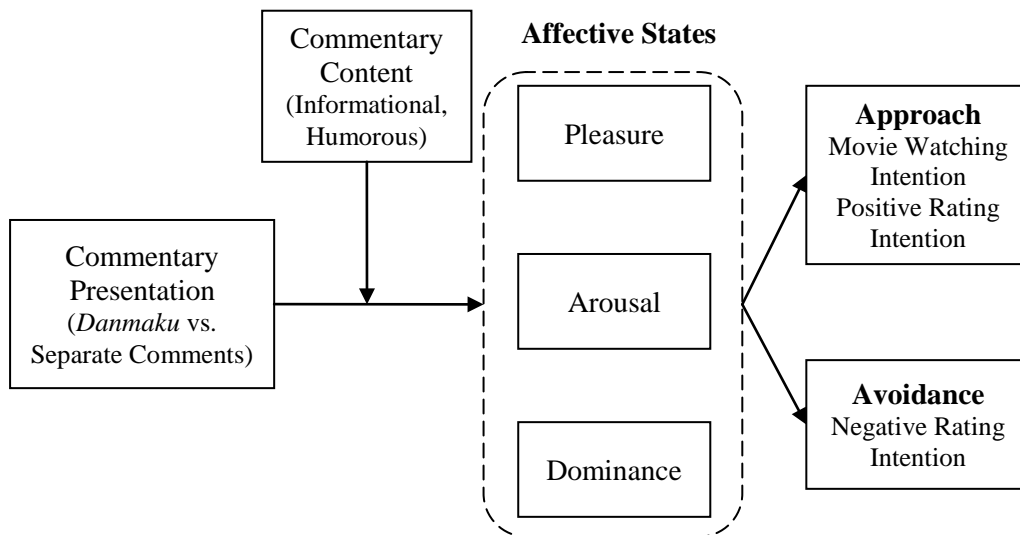 Commentary
Content
(Informational,
Humorous)
Affective States
Pleasure
Arousal
Dominance
Commentary
Presentation
(Danmaku vs.
Separate Comments)
Approach
Movie Watching
Intention
Positive Rating
Intention
Avoidance
Negative Rating
Intention